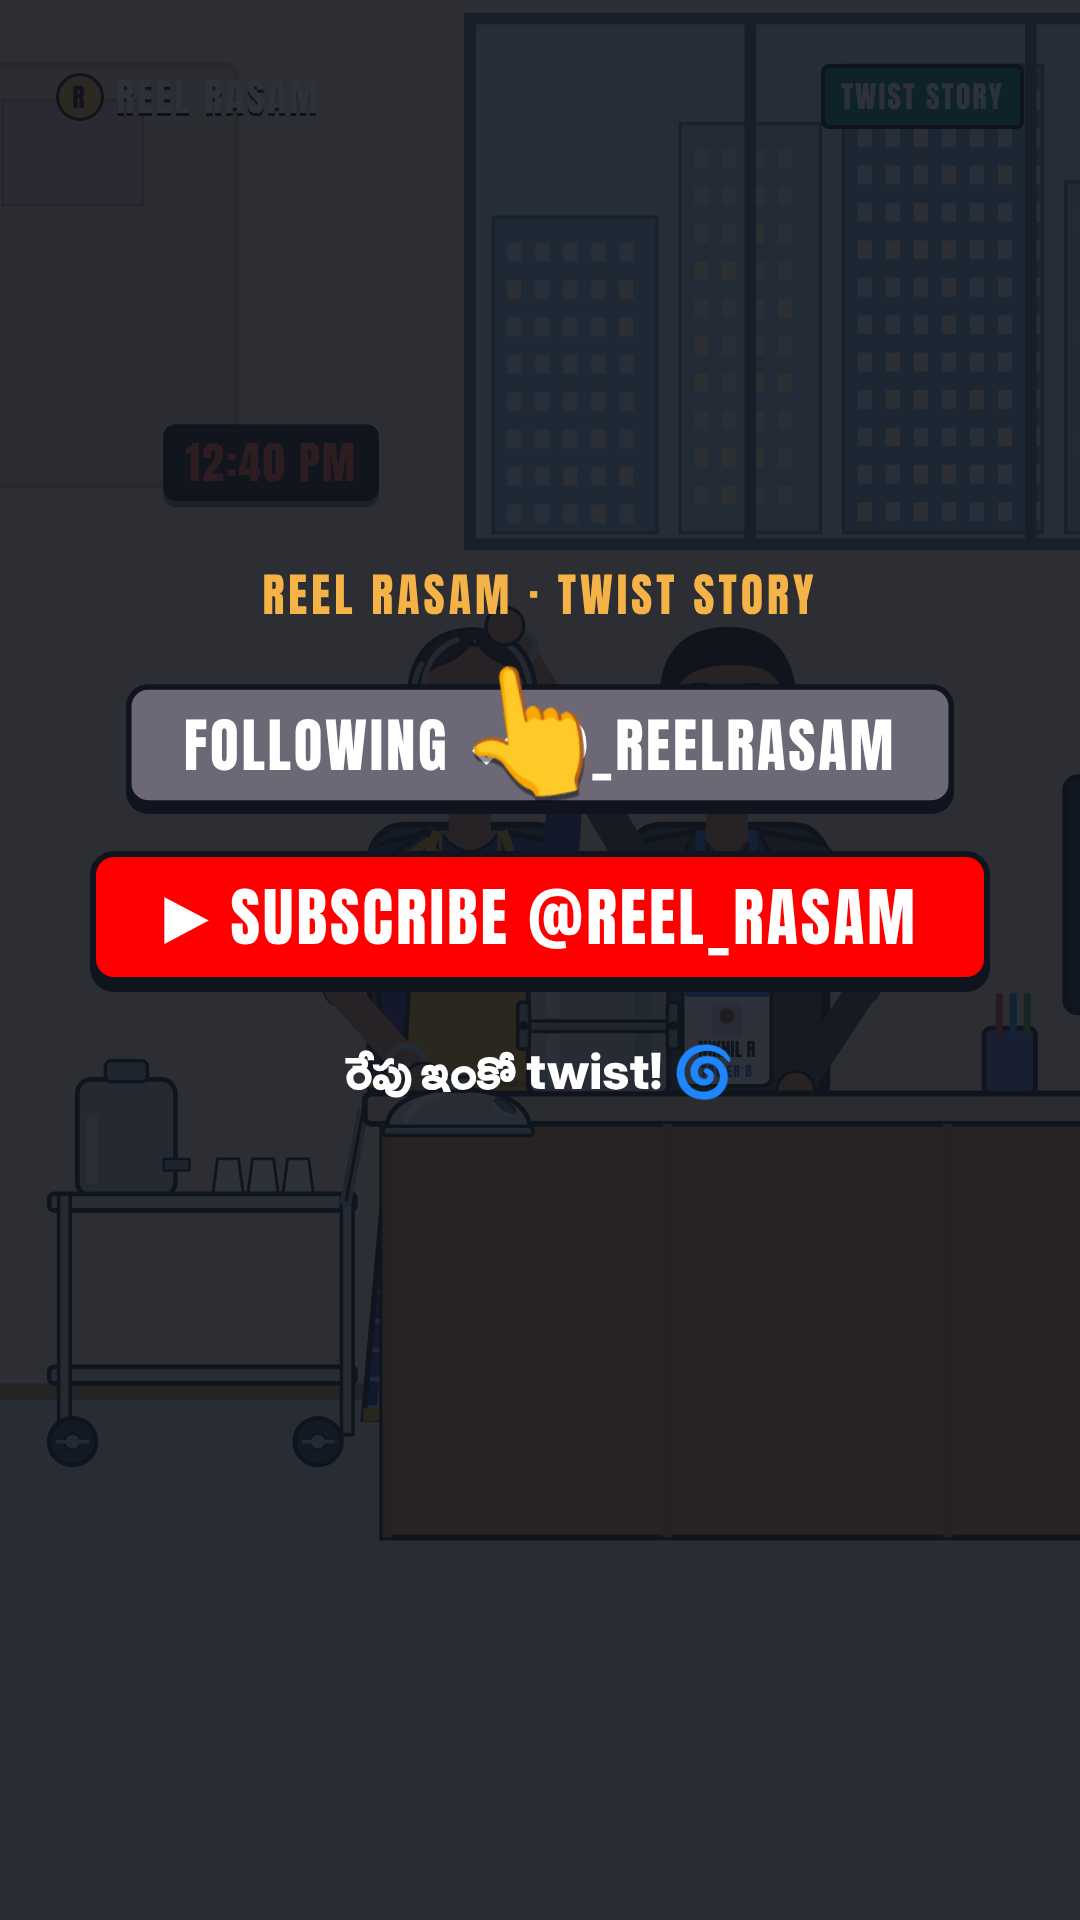 R REEL RASAM
TWIST STORY
12:40 PM
REEL RASAM · TWIST STORY
FOLLOWING _REELRASAM
▶ SUBSCRIBE @REEL_RASAM
రేపు ఇంకో twist! 🌀